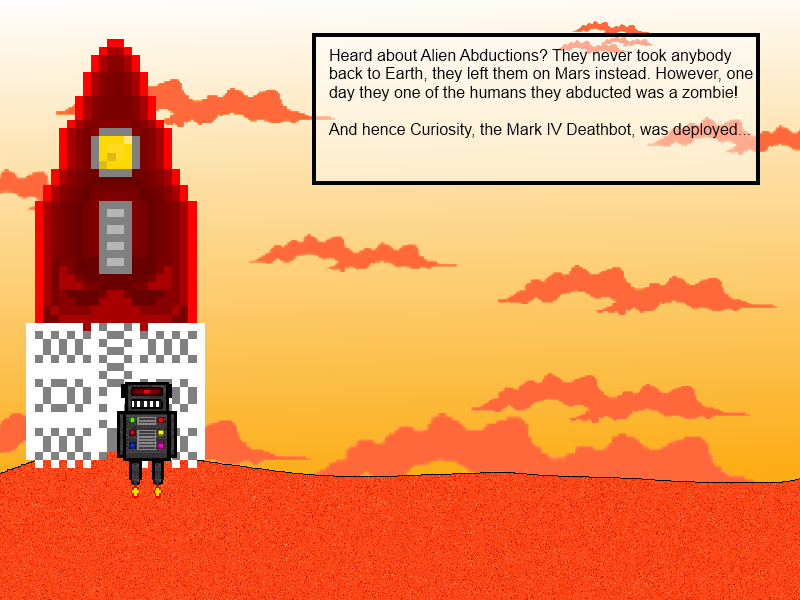 Heard about Alien Abductions? They never took anybody
back to Earth, they left them on Mars instead. However, one
day they one of the humans they abducted was a zombie!
And hence Curiosity, the Mark IV Deathbot, was deployed...